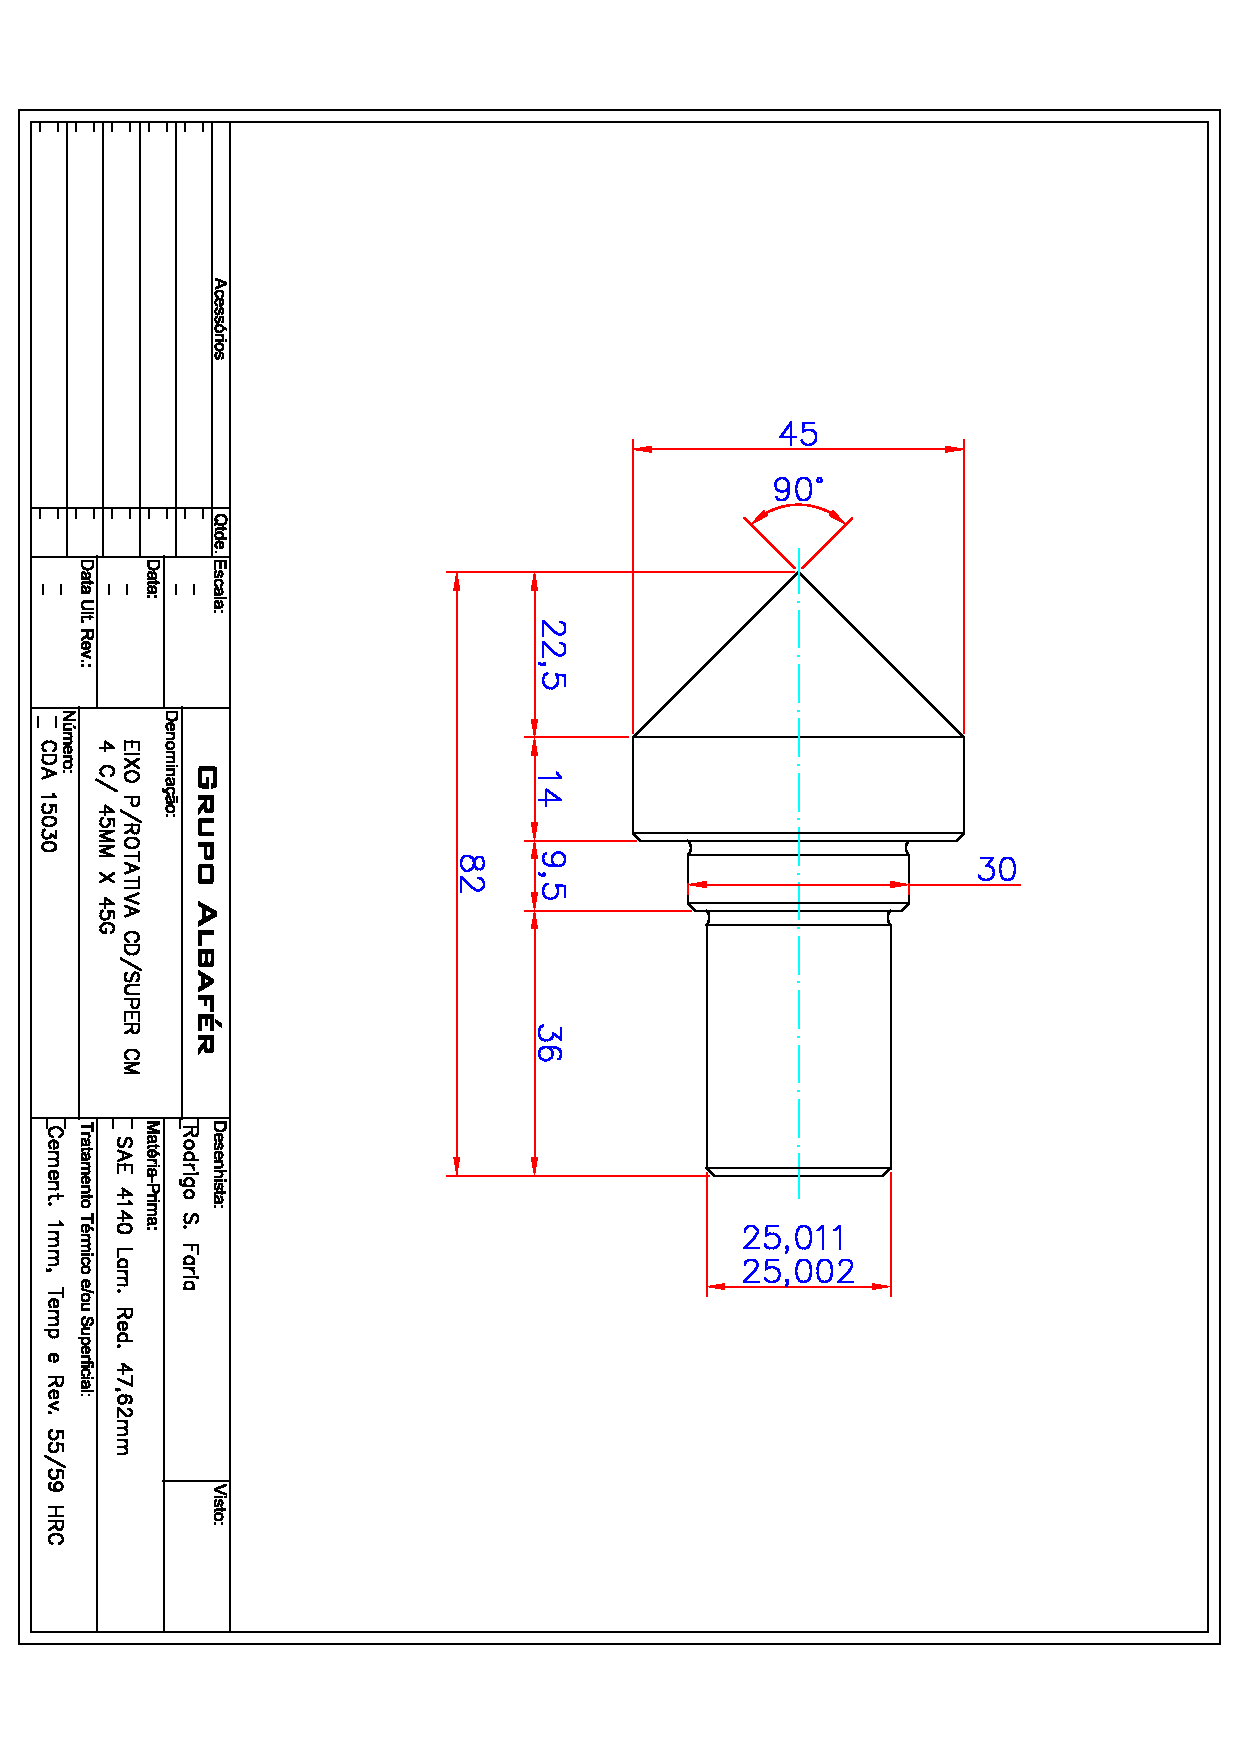 45
90°
22,5
14
9,5
82
30
36
25,011
25,002
Acessórios
Qtde.
Escala:
Data:
Data Ult. Rev.:
GRUPO ALBAFÉR
Denominação:
EIXO P/ROTATIVA CD/SUPER CM
4 C/ 45MM X 45G
Número:
CDA 15030
Desenhista:
Rodrigo S. Faria
Visto:
Matéria-Prima:
SAE 4140 Lam. Red. 47,62mm
Tratamento Térmico e/ou Superficial:
Cement. 1mm, Temp e Rev. 55/59 HRC